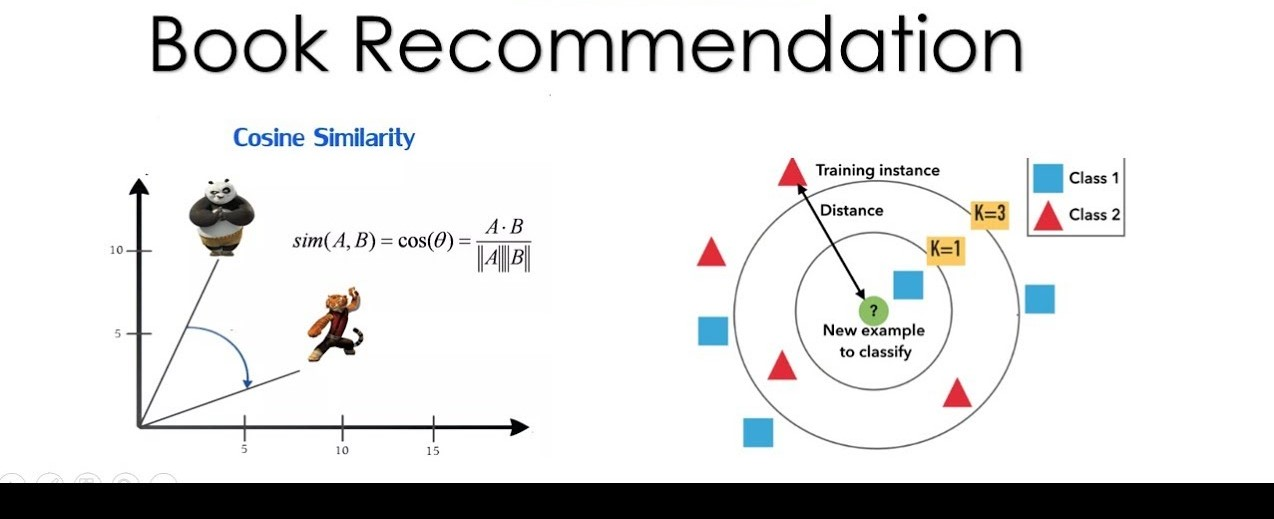 Book Recommendation
Cosine Similarity
sim(A, B) = cos(θ) = A · B / ‖A‖‖B‖
10
5
5
10
15
Training instance
Distance
K=3
K=1
?
New example
to classify
Class 1
Class 2